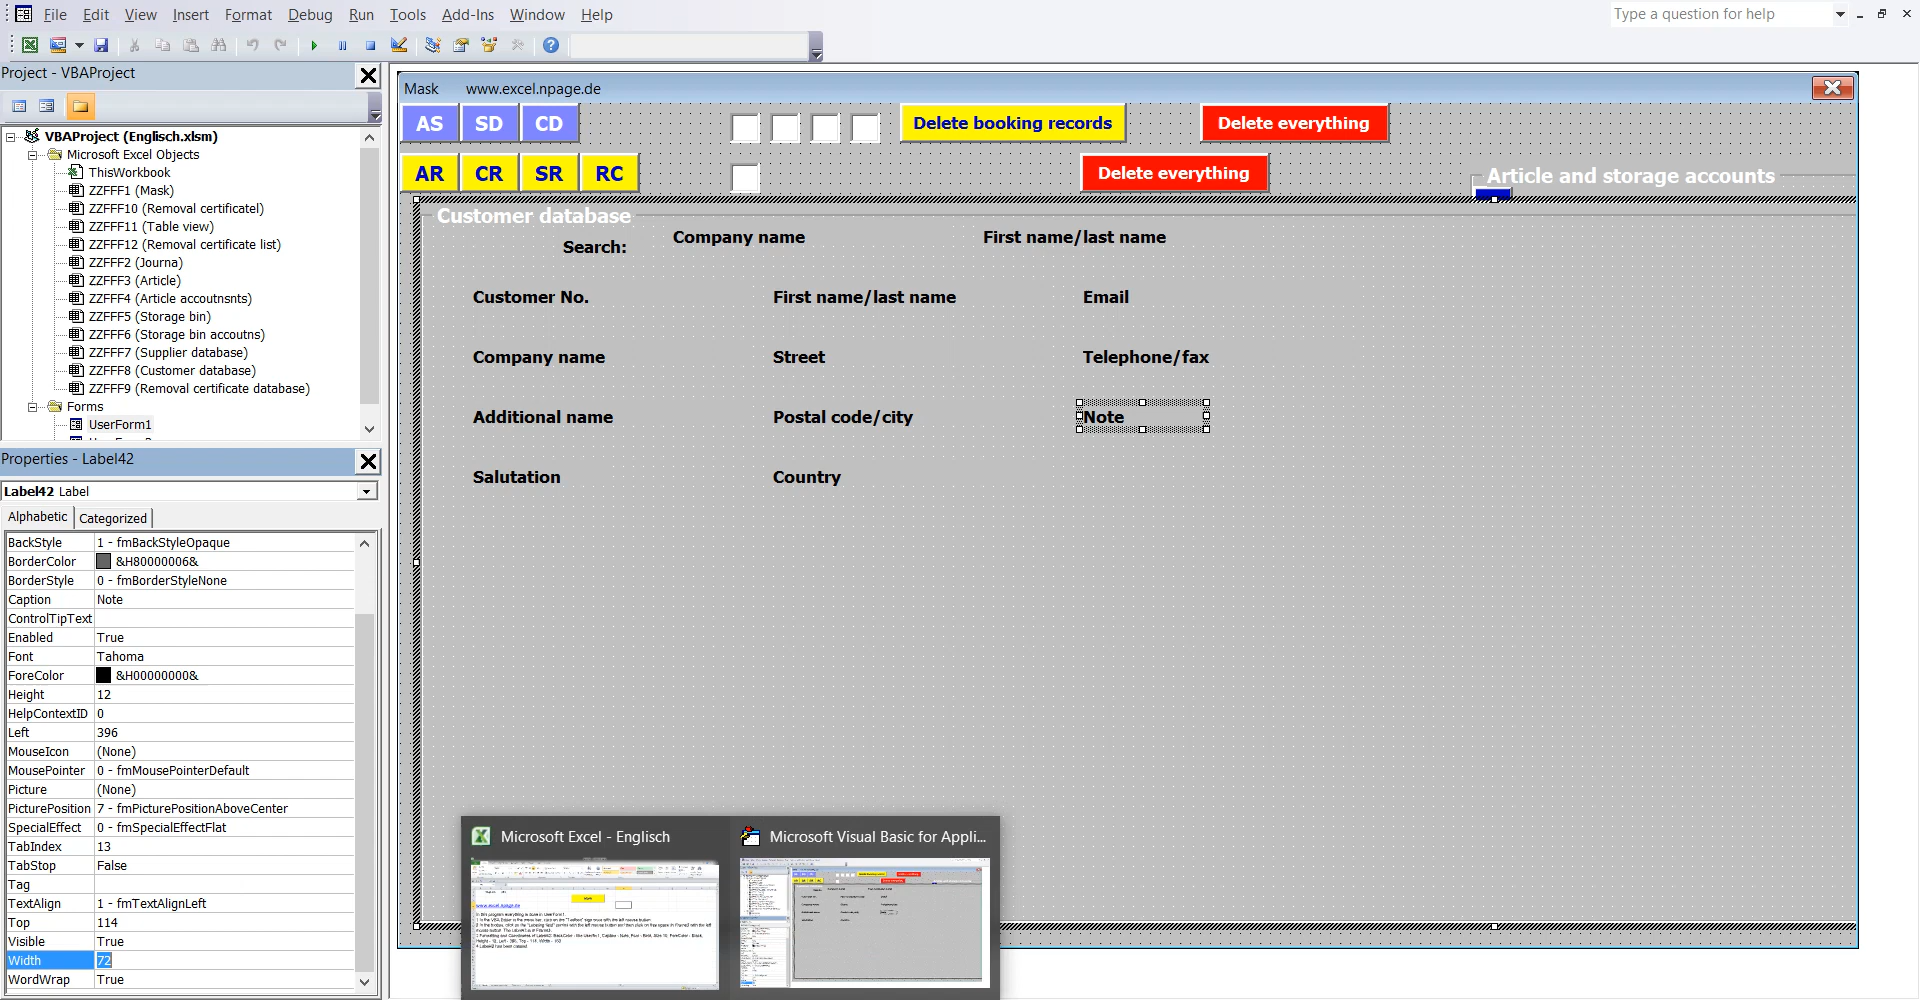 File Edit View Insert Format Debug Run Tools Add-Ins Window Help
Type a question for help
Project - VBAProject
VBAProject (Englisch.xlsm)
Microsoft Excel Objects
ThisWorkbook
ZZFFF1 (Mask)
ZZFFF10 (Removal certificatel)
ZZFFF11 (Table view)
ZZFFF12 (Removal certificate list)
ZZFFF2 (Journa)
ZZFFF3 (Article)
ZZFFF4 (Article accoutnsnts)
ZZFFF5 (Storage bin)
ZZFFF6 (Storage bin accoutns)
ZZFFF7 (Supplier database)
ZZFFF8 (Customer database)
ZZFFF9 (Removal certificate database)
Forms
UserForm1
Properties - Label42
Label42 Label
Alphabetic Categorized
BackStyle 1 - fmBackStyleOpaque
BorderColor &H80000006&
BorderStyle 0 - fmBorderStyleNone
Caption Note
ControlTipText
Enabled True
Font Tahoma
ForeColor &H00000000&
Height 12
HelpContextID 0
Left 396
MouseIcon (None)
MousePointer 0 - fmMousePointerDefault
Picture (None)
PicturePosition 7 - fmPicturePositionAboveCenter
SpecialEffect 0 - fmSpecialEffectFlat
TabIndex 13
TabStop False
Tag
TextAlign 1 - fmTextAlignLeft
Top 114
Visible True
Width 72
WordWrap True
Mask www.excel.npage.de
AS SD CD Delete booking records Delete everything
AR CR SR RC Delete everything
Article and storage accounts
Customer database
Search: Company name First name/last name
Customer No. First name/last name Email
Company name Street Telephone/fax
Additional name Postal code/city Note
Salutation Country
Microsoft Excel - Englisch
Microsoft Visual Basic for Appli...
www.excel.npage.de